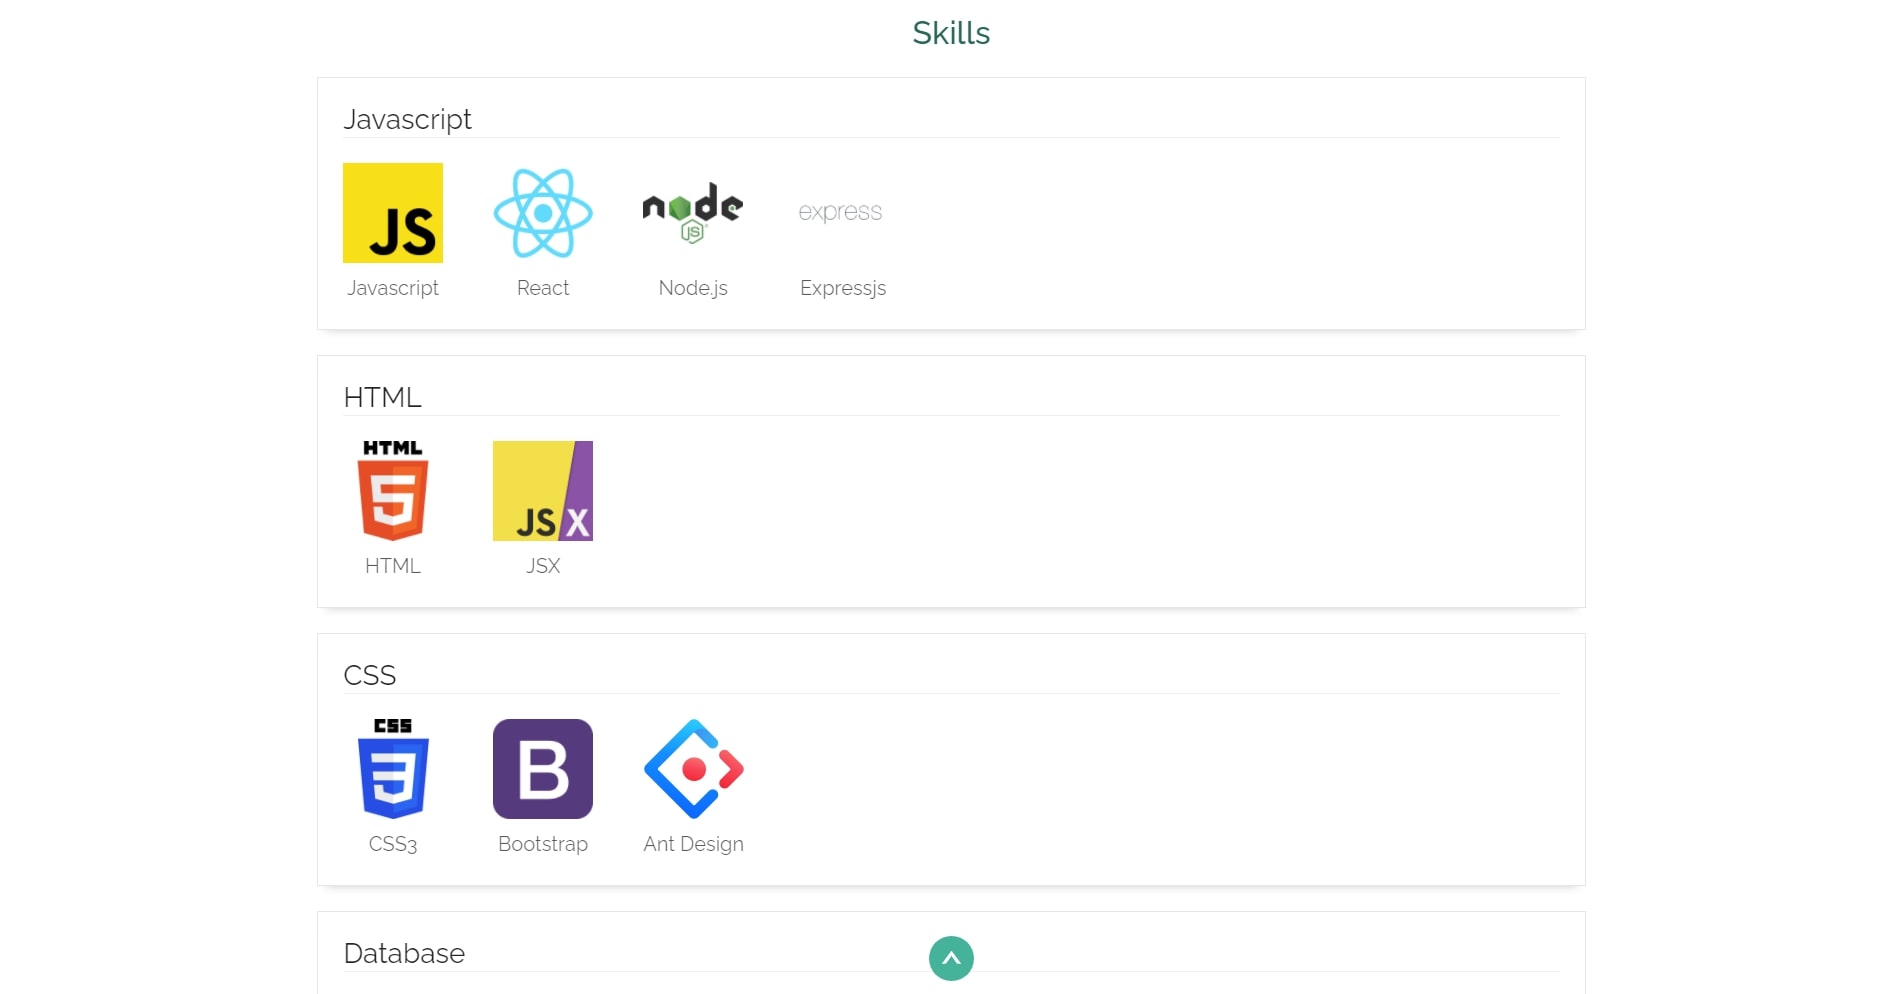 Skills
Javascript
JS
node
JS
express
Javascript
React
Node.js
Expressjs
HTML
HTML
5
JS X
HTML
JSX
CSS
CSS
3
B
CSS3
Bootstrap
Ant Design
Database